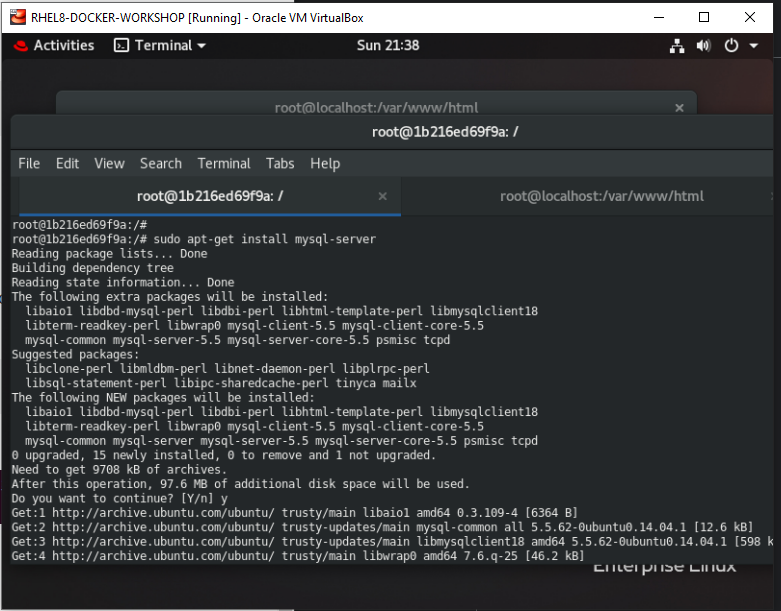 RHEL8-DOCKER-WORKSHOP [Running] - Oracle VM VirtualBox
Activities Terminal Sun 21:38
root@localhost:/var/www/html
root@1b216ed69f9a: /
File Edit View Search Terminal Tabs Help
root@1b216ed69f9a: / root@localhost:/var/www/html
root@1b216ed69f9a:/#
root@1b216ed69f9a:/# sudo apt-get install mysql-server
Reading package lists... Done
Building dependency tree
Reading state information... Done
The following extra packages will be installed:
libaio1 libdbd-mysql-perl libdbi-perl libhtml-template-perl libmysqlclient18
libterm-readkey-perl libwrap0 mysql-client-5.5 mysql-client-core-5.5
mysql-common mysql-server-5.5 mysql-server-core-5.5 psmisc tcpd
Suggested packages:
libclone-perl libmldbm-perl libnet-daemon-perl libplrpc-perl
libsql-statement-perl libipc-sharedcache-perl tinyca mailx
The following NEW packages will be installed:
libaio1 libdbd-mysql-perl libdbi-perl libhtml-template-perl libmysqlclient18
libterm-readkey-perl libwrap0 mysql-client-5.5 mysql-client-core-5.5
mysql-common mysql-server mysql-server-5.5 mysql-server-core-5.5 psmisc tcpd
0 upgraded, 15 newly installed, 0 to remove and 1 not upgraded.
Need to get 9708 kB of archives.
After this operation, 97.6 MB of additional disk space will be used.
Do you want to continue? [Y/n] y
Get:1 http://archive.ubuntu.com/ubuntu/ trusty/main libaio1 amd64 0.3.109-4 [6364 B]
Get:2 http://archive.ubuntu.com/ubuntu/ trusty-updates/main mysql-common all 5.5.62-0ubuntu0.14.04.1 [12.6 kB]
Get:3 http://archive.ubuntu.com/ubuntu/ trusty-updates/main libmysqlclient18 amd64 5.5.62-0ubuntu0.14.04.1 [598 k
Get:4 http://archive.ubuntu.com/ubuntu/ trusty/main libwrap0 amd64 7.6.q-25 [46.2 kB]
Enterprise Linux